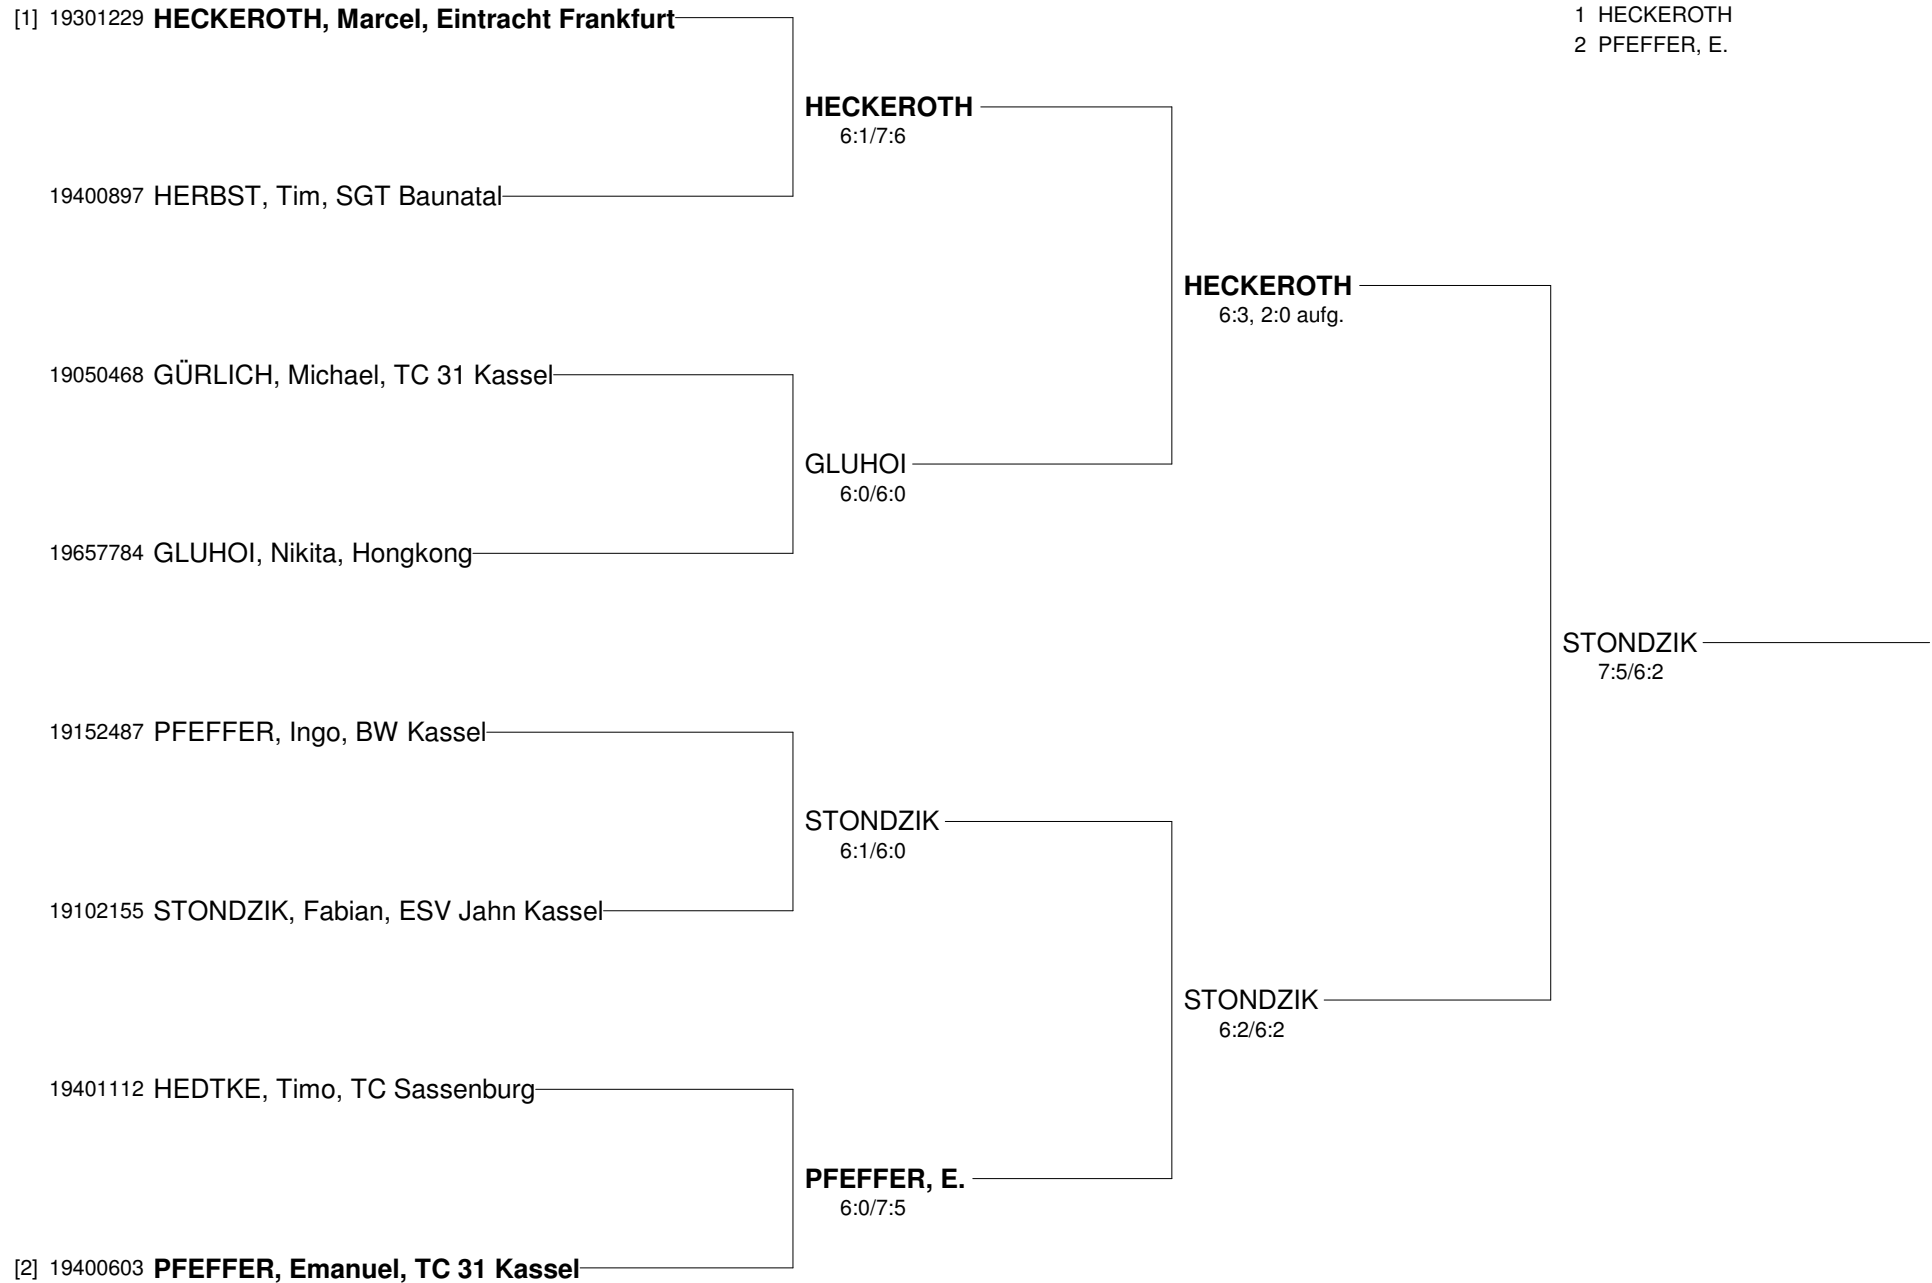 [1] 19301229 HECKEROTH, Marcel, Eintracht Frankfurt
1 HECKEROTH
2 PFEFFER, E.
HECKEROTH
6:1/7:6
19400897 HERBST, Tim, SGT Baunatal
HECKEROTH
6:3, 2:0 aufg.
19050468 GÜRLICH, Michael, TC 31 Kassel
GLUHOI
6:0/6:0
19657784 GLUHOI, Nikita, Hongkong
STONDZIK
7:5/6:2
19152487 PFEFFER, Ingo, BW Kassel
STONDZIK
6:1/6:0
19102155 STONDZIK, Fabian, ESV Jahn Kassel
STONDZIK
6:2/6:2
19401112 HEDTKE, Timo, TC Sassenburg
PFEFFER, E.
6:0/7:5
[2] 19400603 PFEFFER, Emanuel, TC 31 Kassel